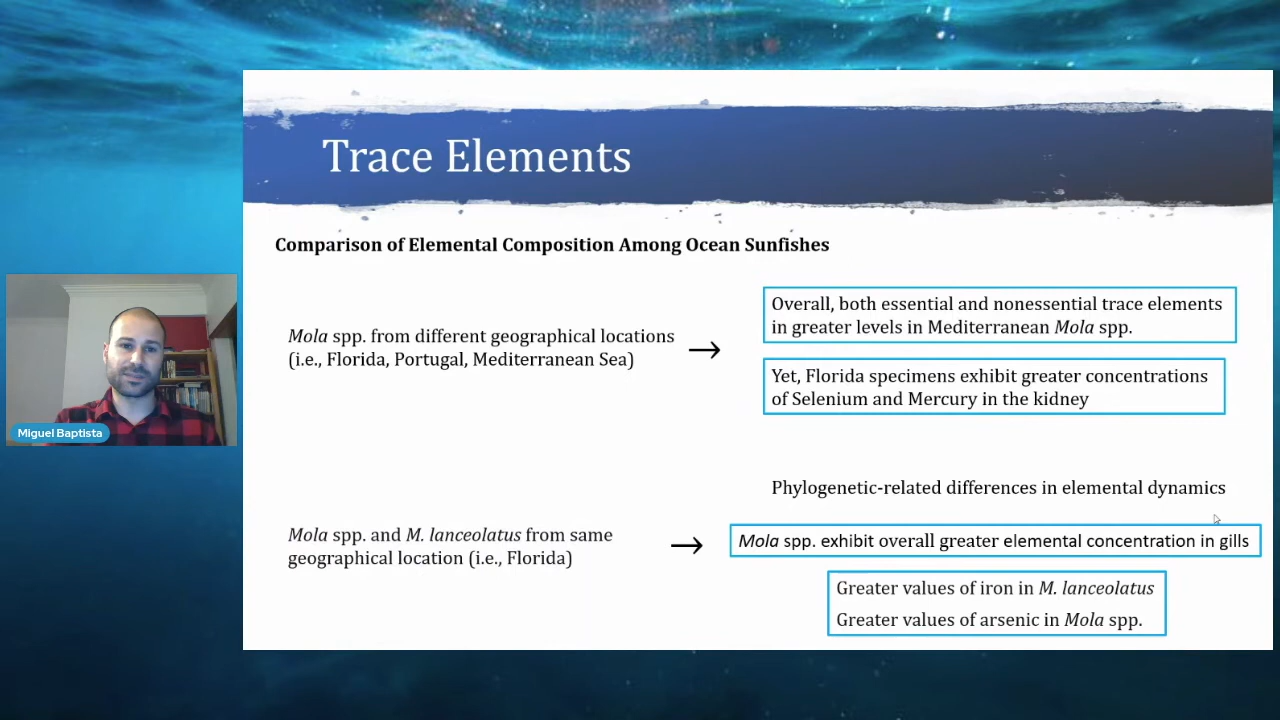 Trace Elements
Comparison of Elemental Composition Among Ocean Sunfishes
Mola spp. from different geographical locations
(i.e., Florida, Portugal, Mediterranean Sea)
→
Overall, both essential and nonessential trace elements
in greater levels in Mediterranean Mola spp.
Yet, Florida specimens exhibit greater concentrations
of Selenium and Mercury in the kidney
Phylogenetic-related differences in elemental dynamics
Mola spp. and M. lanceolatus from same
geographical location (i.e., Florida)
→
Mola spp. exhibit overall greater elemental concentration in gills
Greater values of iron in M. lanceolatus
Greater values of arsenic in Mola spp.
Miguel Baptista